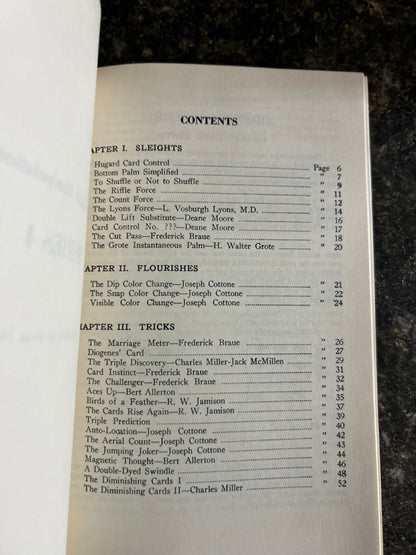 CONTENTS
APTER I. SLEIGHTS
Hugard Card Control Page 6
Bottom Palm Simplified " 7
To Shuffle or Not to Shuffle " 9
The Riffle Force " 11
The Count Force " 12
The Lyons Force—L. Vosburgh Lyons, M.D. " 14
Double Lift Substitute—Deane Moore " 16
Card Control No. ???—Deane Moore " 17
The Cut Pass—Frederick Braue " 18
The Grote Instantaneous Palm—H. Walter Grote " 20
HAPTER II. FLOURISHES
The Dip Color Change—Joseph Cottone " 21
The Snap Color Change—Joseph Cottone " 22
Visible Color Change—Joseph Cottone " 24
CHAPTER III. TRICKS
The Marriage Meter—Frederick Braue " 26
Diogenes' Card " 27
The Triple Discovery—Charles Miller-Jack McMillen " 29
Card Instinct—Frederick Braue " 31
The Challenger—Frederick Braue " 32
Aces Up—Bert Allerton " 34
Birds of a Feather—R. W. Jamison " 35
The Cards Rise Again—R. W. Jamison " 37
Triple Prediction " 39
Auto-Location—Joseph Cottone " 40
The Aerial Count—Joseph Cottone " 42
The Jumping Joker—Joseph Cottone " 43
Magnetic Thought—Bert Allerton " 44
A Double-Dyed Swindle " 46
The Diminishing Cards I " 48
The Diminishing Cards II—Charles Miller " 52